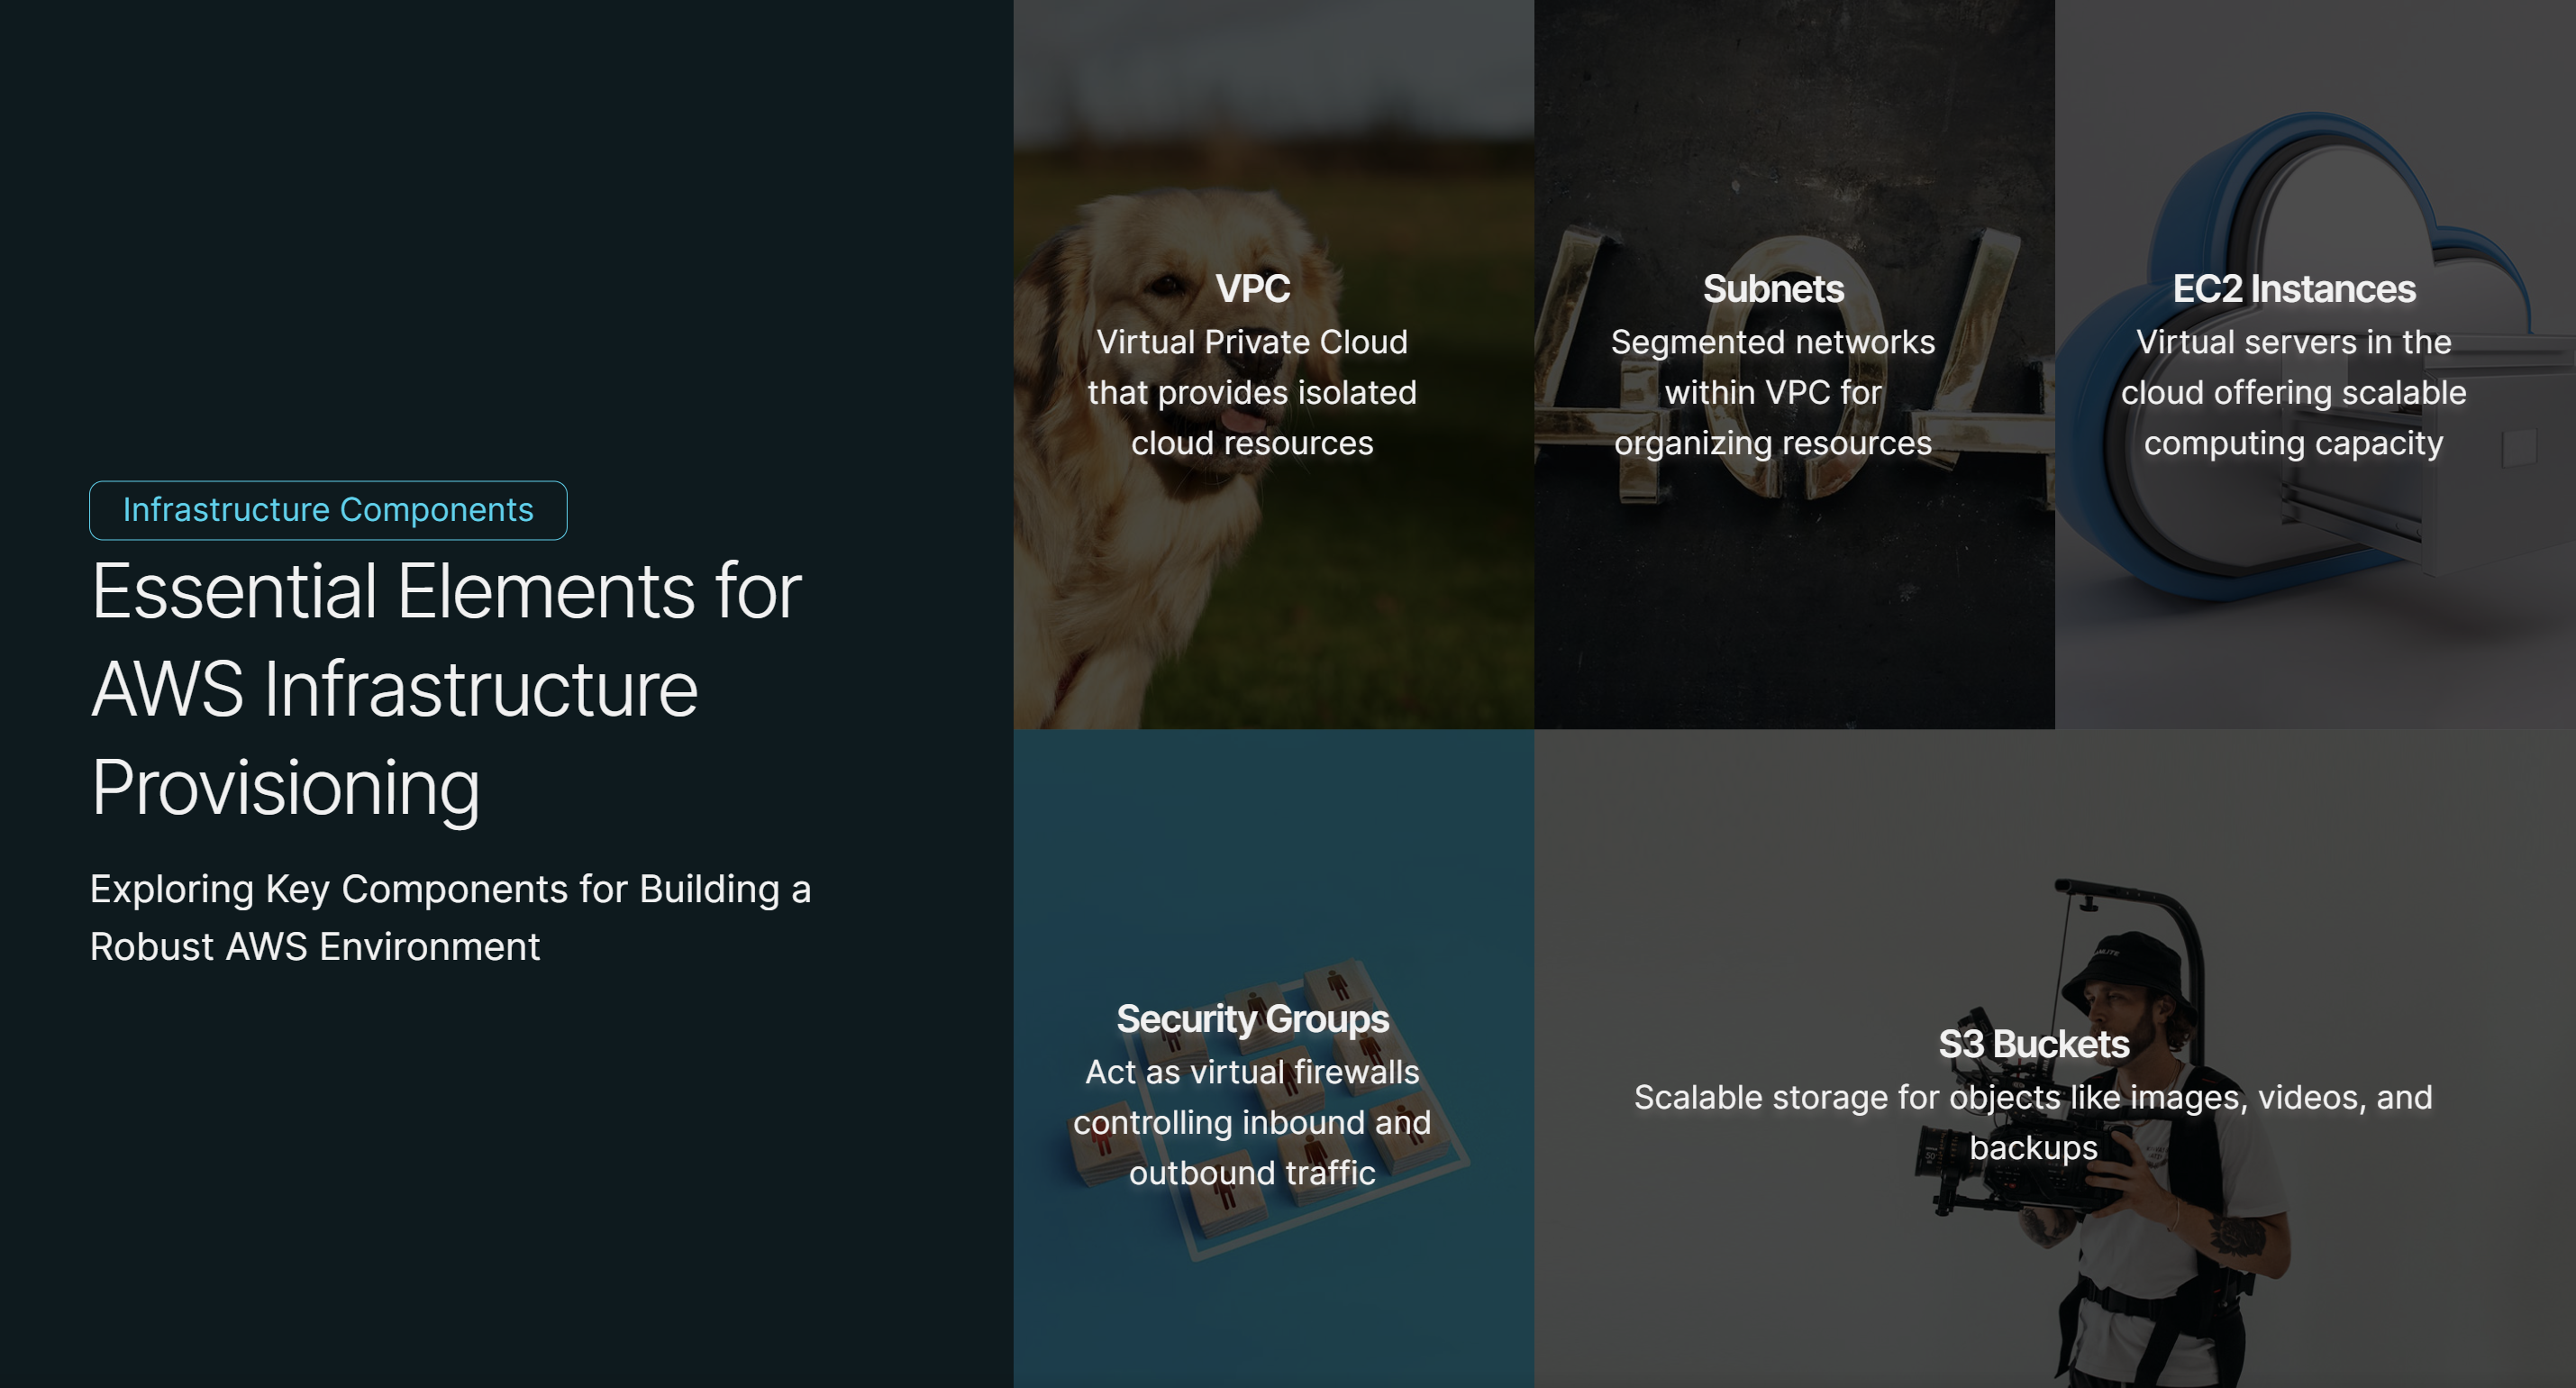 Infrastructure Components
Essential Elements for
AWS Infrastructure
Provisioning
Exploring Key Components for Building a
Robust AWS Environment
VPC
Virtual Private Cloud
that provides isolated
cloud resources
Subnets
Segmented networks
within VPC for
organizing resources
404
EC2 Instances
Virtual servers in the
cloud offering scalable
computing capacity
Security Groups
Act as virtual firewalls
controlling inbound and
outbound traffic
S3 Buckets
Scalable storage for objects like images, videos, and
backups